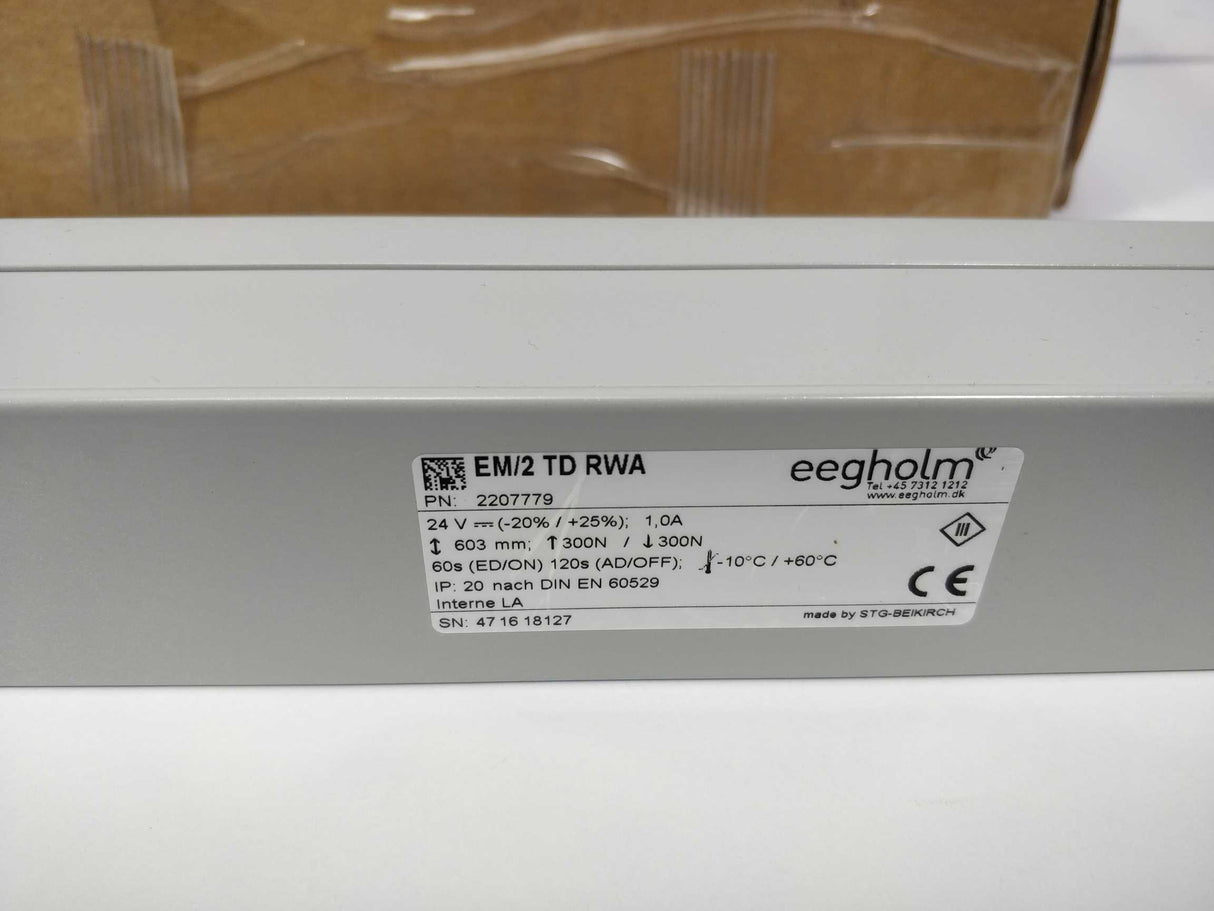 EM/2 TD RWA
eegholm
Tel +45 7312 1212
www.eegholm.dk
PN: 2207779
24 V ⎓ (-20% / +25%); 1,0A
↕ 603 mm; ↑300N / ↓300N
60s (ED/ON) 120s (AD/OFF); -10°C / +60°C
IP: 20 nach DIN EN 60529
Interne LA
CE
SN: 47 16 18127
made by STG-BEIKIRCH